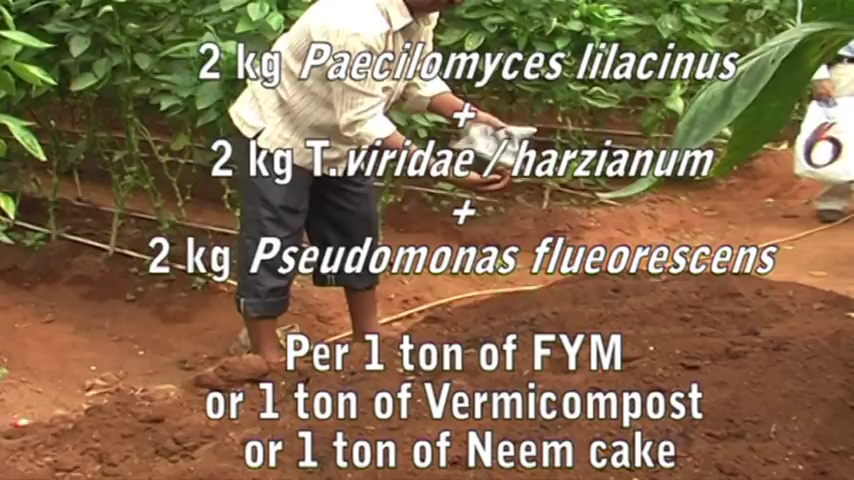 2 kg Paecilomyces lilacinus
+
2 kg T.viridae / harzianum
+
2 kg Pseudomonas flueorescens
Per 1 ton of FYM
or 1 ton of Vermicompost
or 1 ton of Neem cake
6